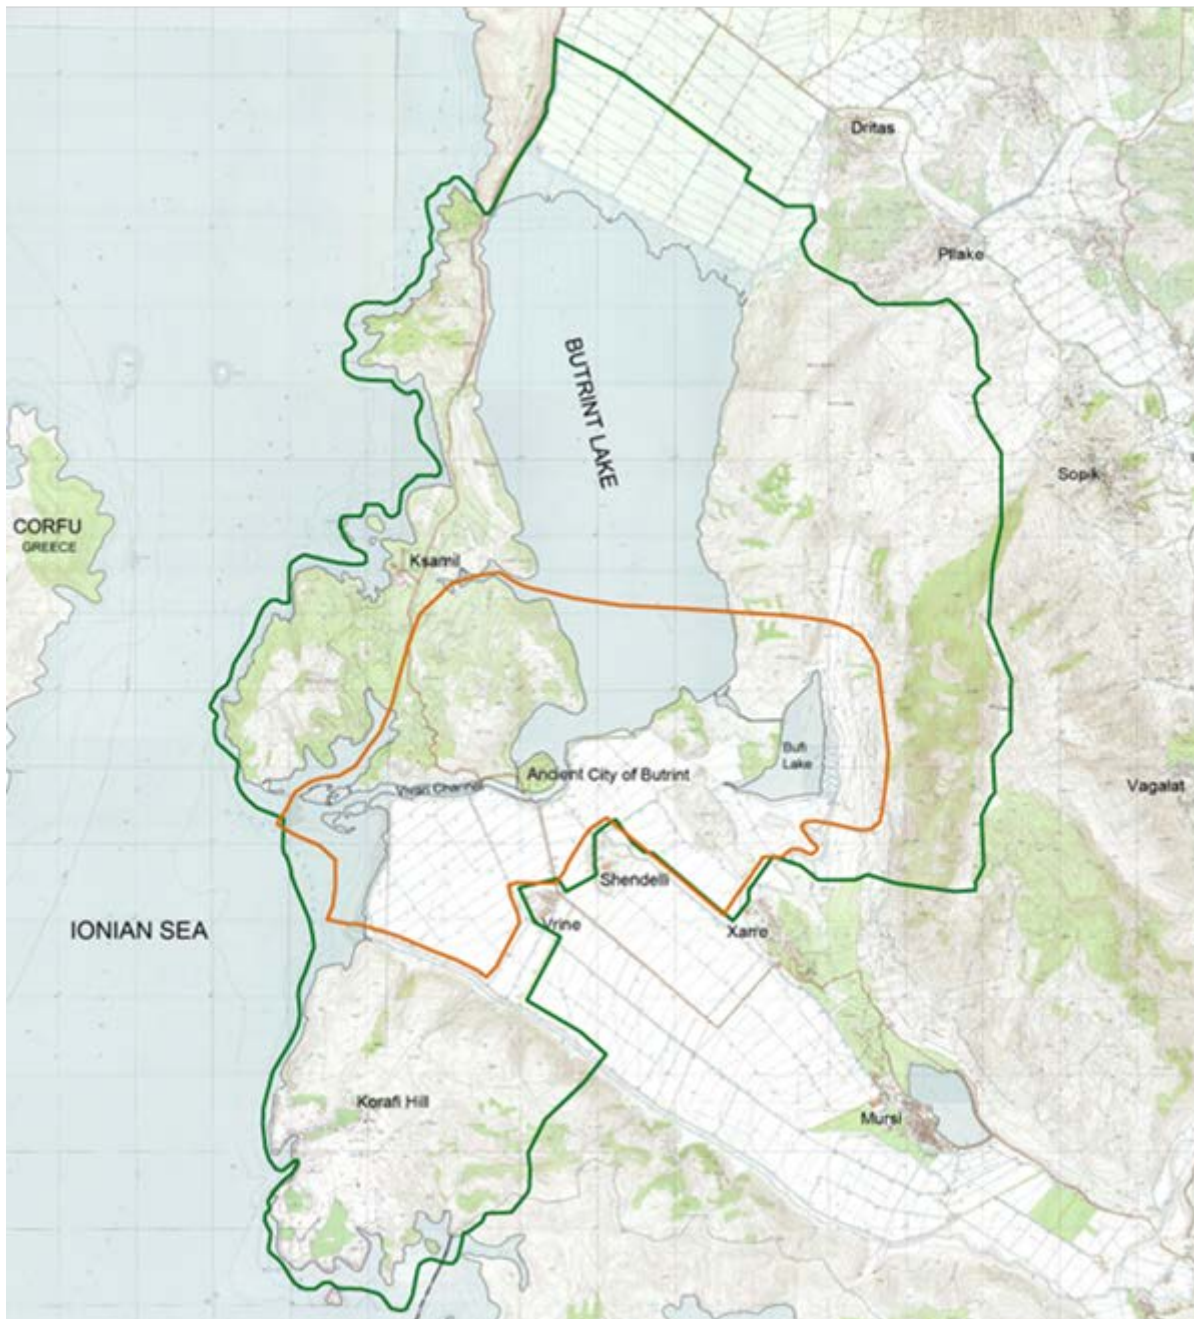 Dritas
Pllake
BUTRINT LAKE
Sopik
CORFU
GREECE
Ksamil
Bufi
Lake
Ancient City of Butrint
Vivari Channel
Vagalat
Shendelli
IONIAN SEA
Vrine
Xarre
Korafi Hill
Mursi